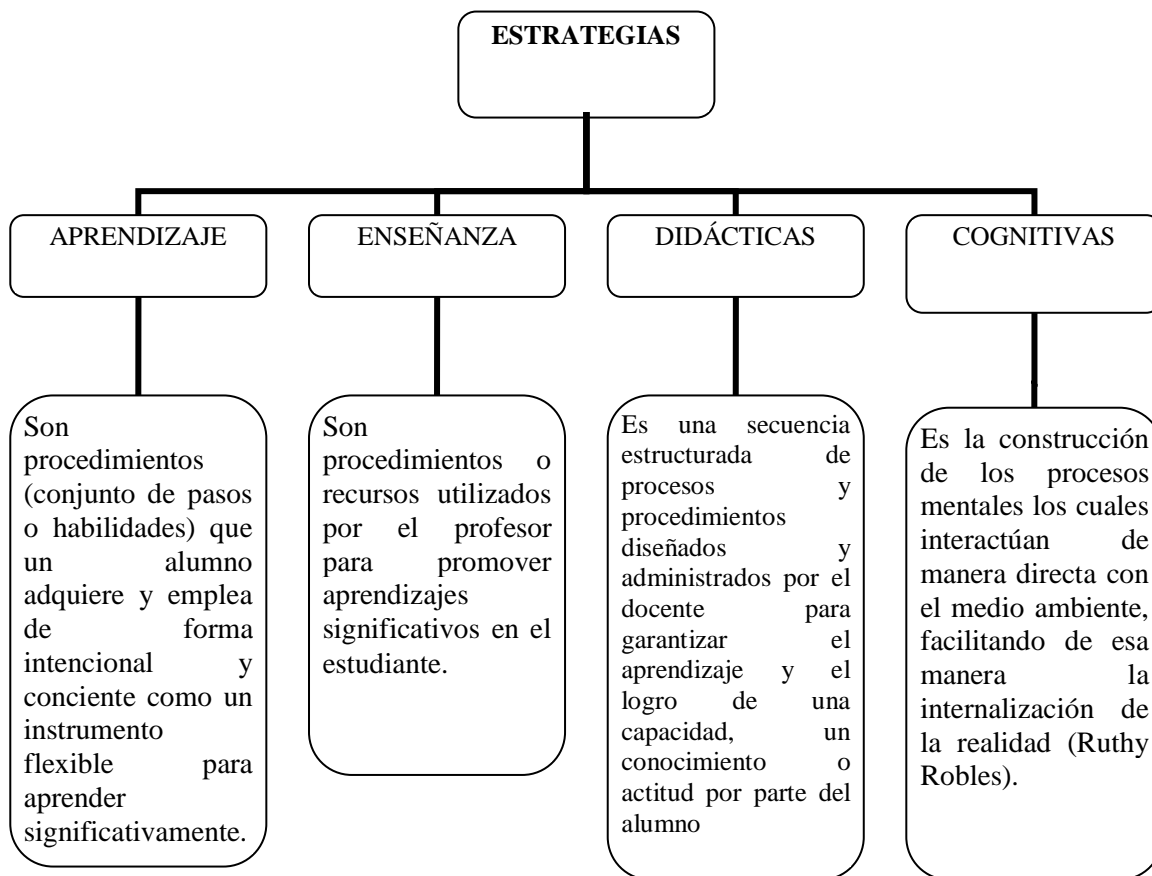 ESTRATEGIAS
APRENDIZAJE
ENSEÑANZA
DIDÁCTICAS
COGNITIVAS
Son
procedimientos
(conjunto de pasos
o habilidades) que
un alumno
adquiere y emplea
de forma
intencional y
conciente como un
instrumento
flexible para
aprender
significativamente.
Son
procedimientos o
recursos utilizados
por el profesor
para promover
aprendizajes
significativos en el
estudiante.
Es una secuencia
estructurada de
procesos y
procedimientos
diseñados y
administrados por el
docente para
garantizar el
aprendizaje y el
logro de una
capacidad, un
conocimiento o
actitud por parte del
alumno
Es la construcción
de los procesos
mentales los cuales
interactúan de
manera directa con
el medio ambiente,
facilitando de esa
manera la
internalización de
la realidad (Ruthy
Robles).